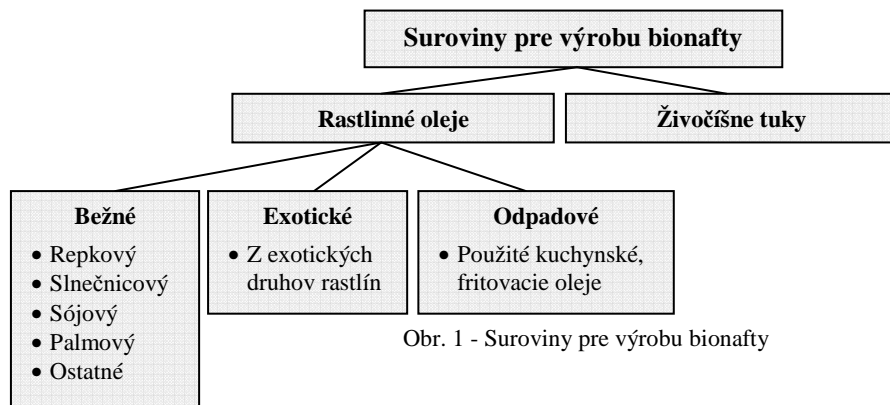 Suroviny pre výrobu bionafty
Rastlinné oleje
Živočíšne tuky
Bežné
• Repkový
• Slnečnicový
• Sójový
• Palmový
• Ostatné
Exotické
• Z exotických
druhov rastlín
Odpadové
• Použité kuchynské,
fritovacie oleje
Obr. 1 - Suroviny pre výrobu bionafty